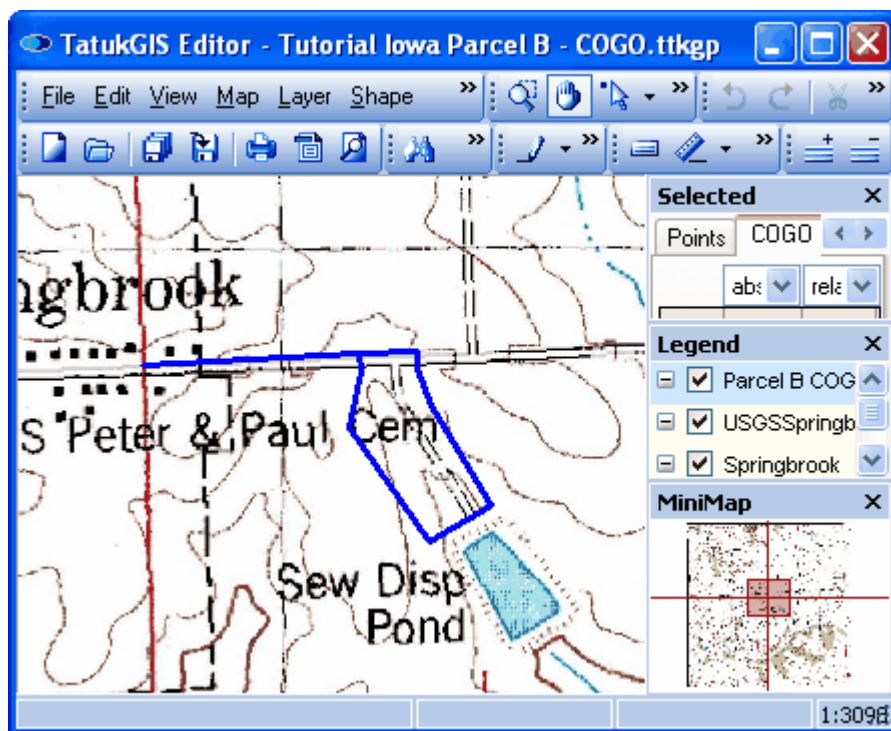 TatukGIS Editor - Tutorial Iowa Parcel B - COGO.ttkgp
File Edit View Map Layer Shape
Selected
Points COGO
abs rela
Legend
Parcel B COG
USGSSpringb
Springbrook
MiniMap
ngbrook
S Peter & Paul Cem
Sew Disp
Pond
1:3098